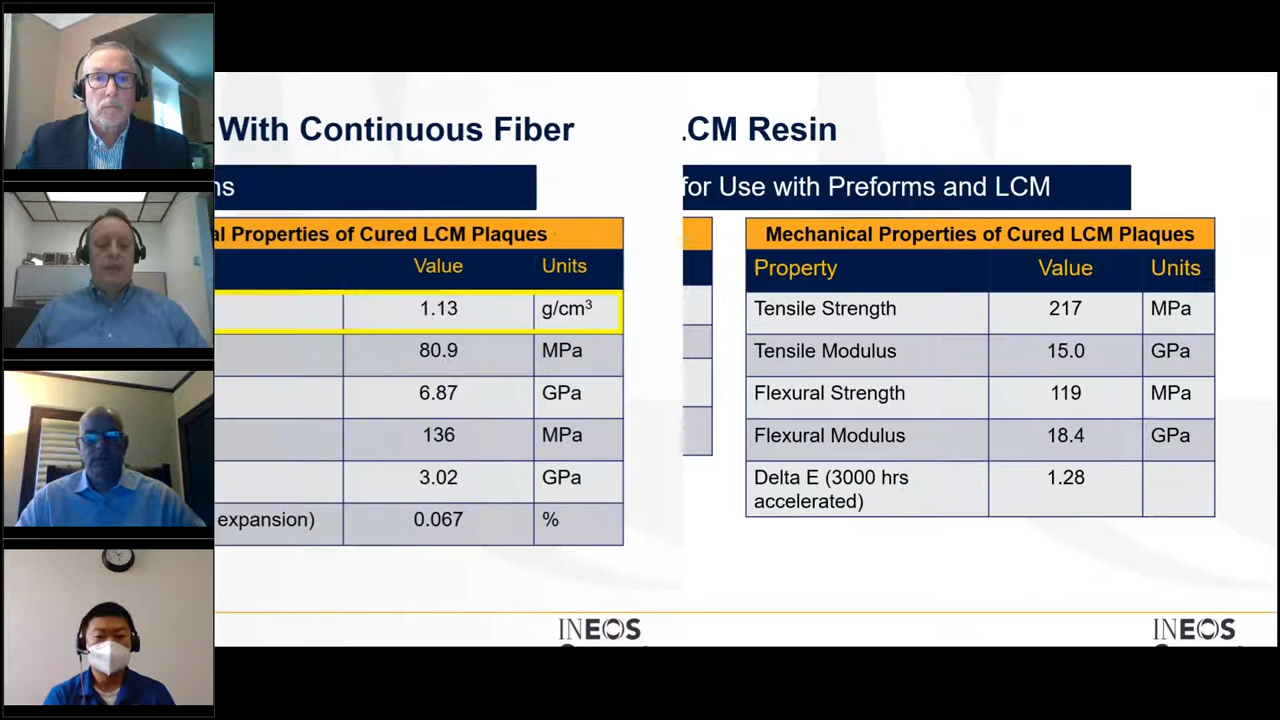 With Continuous Fiber
ns
al Properties of Cured LCM Plaques
Value Units
1.13 g/cm³
80.9 MPa
6.87 GPa
136 MPa
3.02 GPa
expansion) 0.067 %
INEOS
.CM Resin
for Use with Preforms and LCM
Mechanical Properties of Cured LCM Plaques
Property Value Units
Tensile Strength 217 MPa
Tensile Modulus 15.0 GPa
Flexural Strength 119 MPa
Flexural Modulus 18.4 GPa
Delta E (3000 hrs 1.28
accelerated)
INEOS